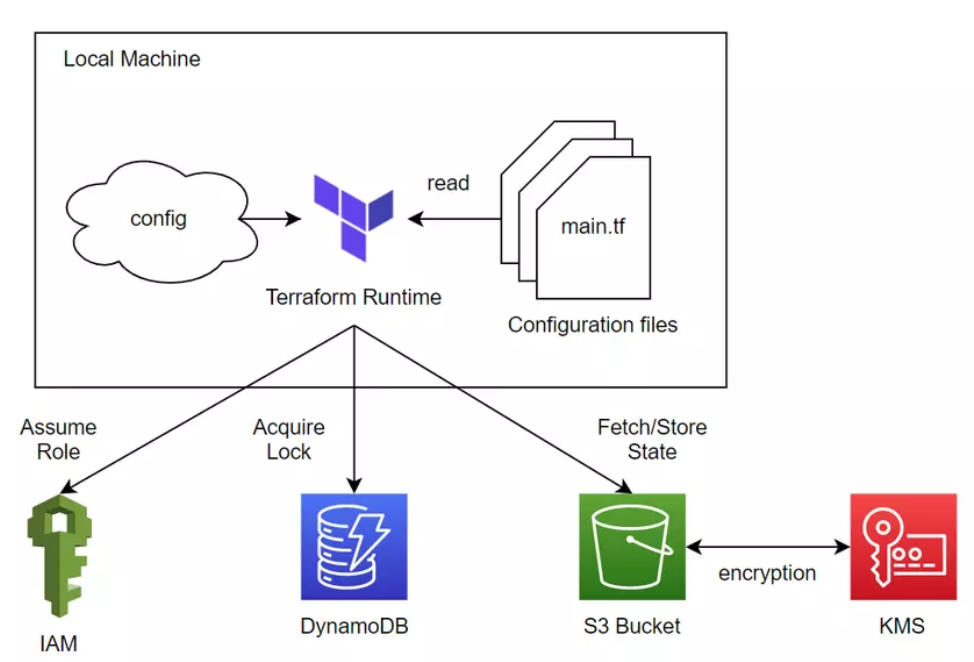 Local Machine
config
read
main.tf
Terraform Runtime
Configuration files
Assume
Role
Acquire
Lock
Fetch/Store
State
encryption
IAM
DynamoDB
S3 Bucket
KMS